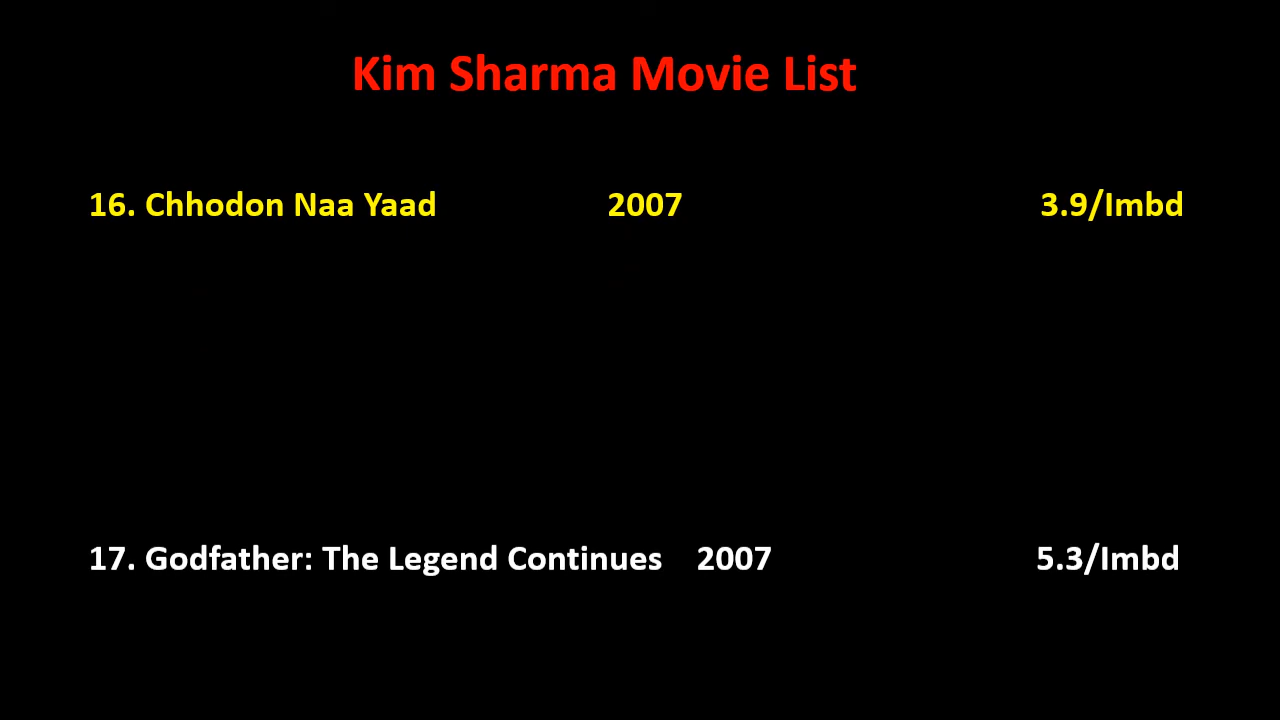 Kim Sharma Movie List
16. Chhodon Naa Yaad 2007 3.9/Imbd
17. Godfather: The Legend Continues 2007 5.3/Imbd